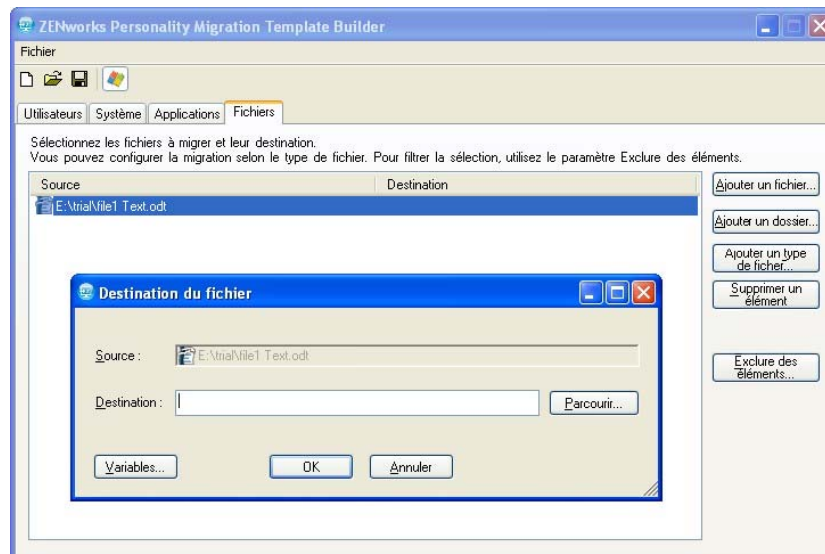 ZENworks Personality Migration Template Builder
Fichier
Utilisateurs Système Applications Fichiers
Sélectionnez les fichiers à migrer et leur destination.
Vous pouvez configurer la migration selon le type de fichier. Pour filtrer la sélection, utilisez le paramètre Exclure des éléments.
Source Destination
E:\trial\file1 Text.odt
Ajouter un fichier...
Ajouter un dossier...
Ajouter un type
de ficher...
Supprimer un
élément
Exclure des
éléments...
Destination du fichier
Source :
E:\trial\file1 Text.odt
Destination :
Parcourir...
Variables... OK Annuler